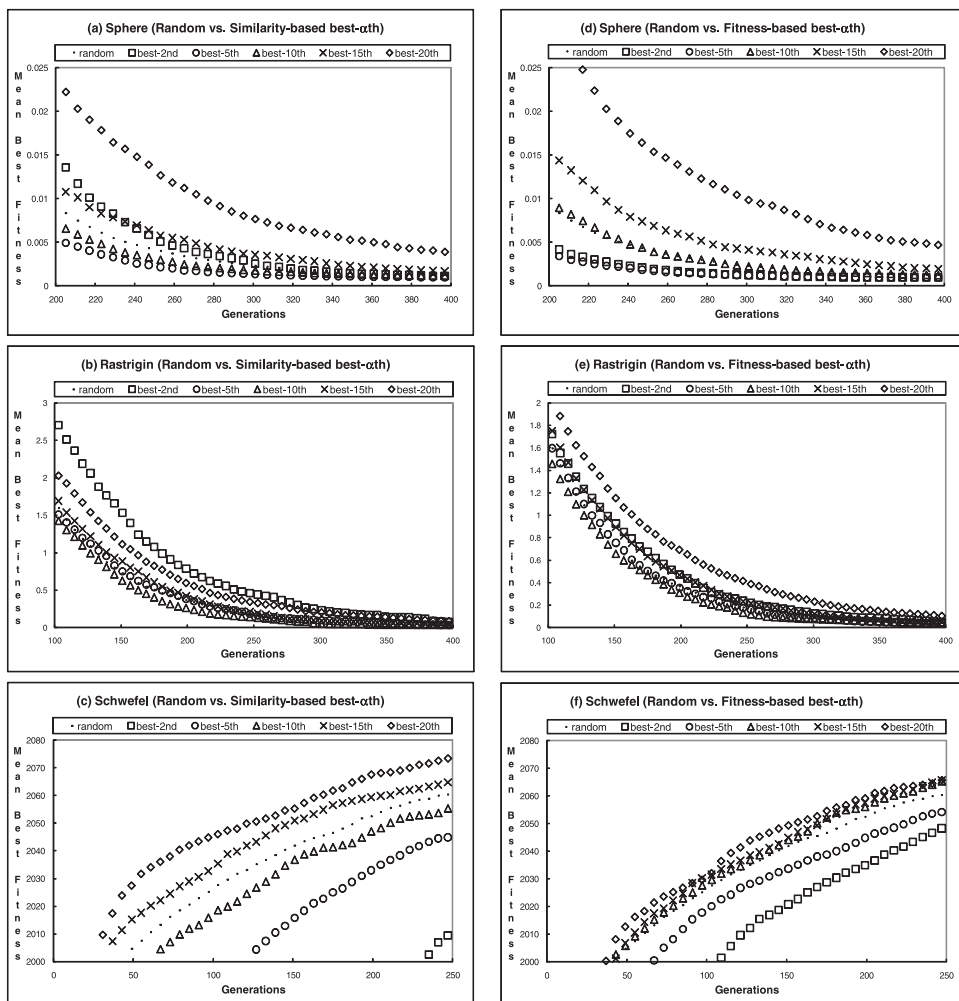 (a) Sphere (Random vs. Similarity-based best-αth)
random best-2nd best-5th best-10th best-15th best-20th
Mean Best Fitness
0.025
0.02
0.015
0.01
0.005
0
200 220 240 260 280 300 320 340 360 380 400
Generations
(d) Sphere (Random vs. Fitness-based best-αth)
random best-2nd best-5th best-10th best-15th best-20th
Mean Best Fitness
0.025
0.02
0.015
0.01
0.005
0
200 220 240 260 280 300 320 340 360 380 400
Generations
(b) Rastrigin (Random vs. Similarity-based best-αth)
random best-2nd best-5th best-10th best-15th best-20th
Mean Best Fitness
3
2.5
2
1.5
1
0.5
0
100 150 200 250 300 350 400
Generations
(e) Rastrigin (Random vs. Fitness-based best-αth)
random best-2nd best-5th best-10th best-15th best-20th
Mean Best Fitness
2
1.8
1.6
1.4
1.2
1
0.8
0.6
0.4
0.2
0
100 150 200 250 300 350 400
Generations
(c) Schwefel (Random vs. Similarity-based best-αth)
random best-2nd best-5th best-10th best-15th best-20th
Mean Best Fitness
2080
2070
2060
2050
2040
2030
2020
2010
2000
0 50 100 150 200 250
Generations
(f) Schwefel (Random vs. Fitness-based best-αth)
random best-2nd best-5th best-10th best-15th best-20th
Mean Best Fitness
2080
2070
2060
2050
2040
2030
2020
2010
2000
0 50 100 150 200 250
Generations